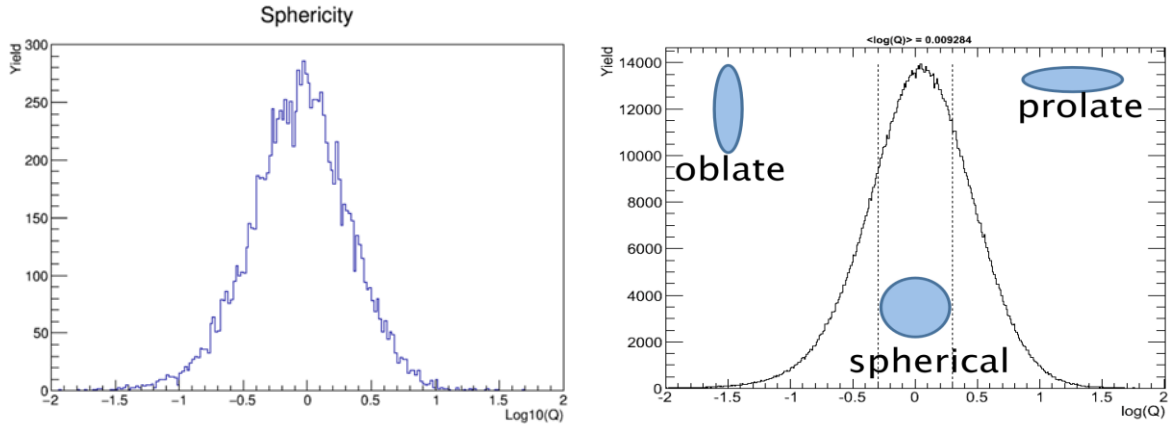 Sphericity
Yield
300
250
200
150
100
50
0
−2 −1.5 −1 −0.5 0 0.5 1 1.5 2
Log10(Q)
<log(Q)> = 0.009284
Yield
14000
12000
10000
8000
6000
4000
2000
0
oblate
prolate
spherical
-2 -1.5 -1 -0.5 0 0.5 1 1.5 2
log(Q)